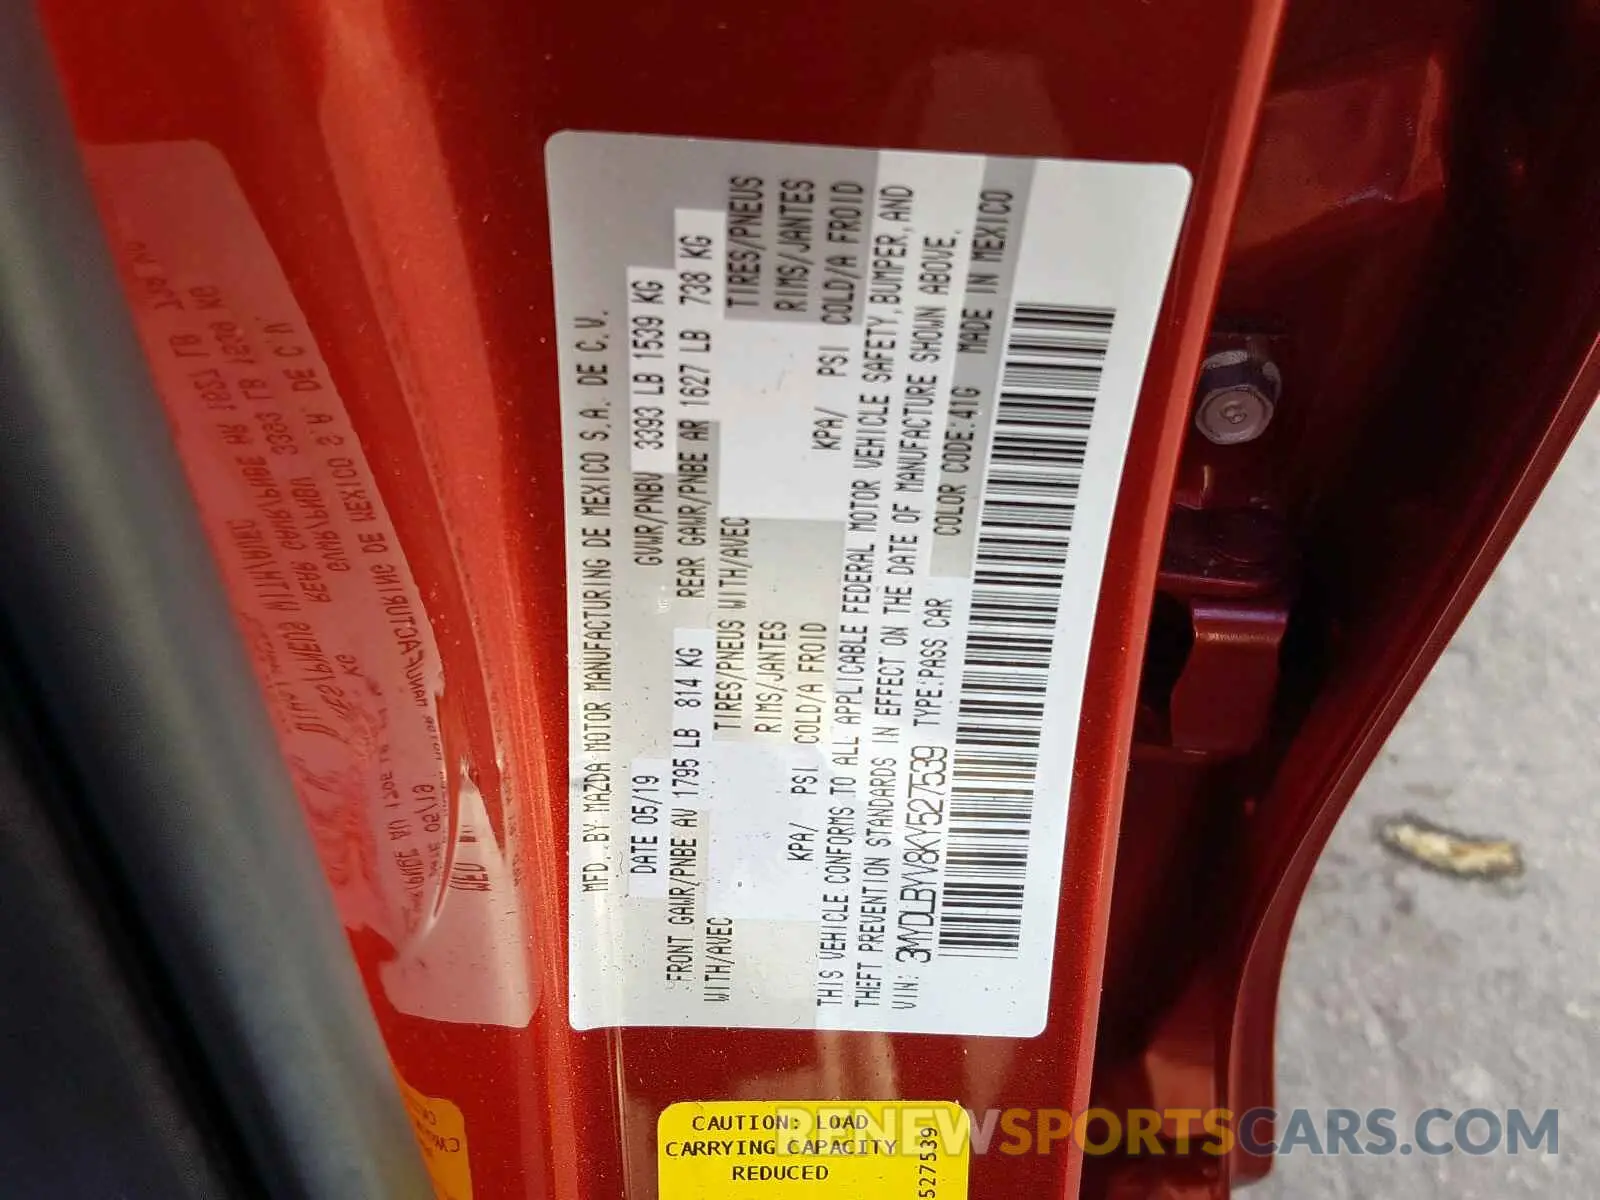 MFD. BY MAZDA MOTOR MANUFACTURING DE MEXICO S.A. DE C.V.
DATE 05/19 GVWR/PNBV 3393 LB 1539 KG
FRONT GAWR/PNBE AV 1795 LB 814 KG REAR GAWR/PNBE AR 1627 LB 738 KG
WITH/AVEC TIRES/PNEUS WITH/AVEC TIRES/PNEUS
RIMS/JANTES RIMS/JANTES
KPA/ PSI COLD/A FROID KPA/ PSI COLD/A FROID
THIS VEHICLE CONFORMS TO ALL APPLICABLE FEDERAL MOTOR VEHICLE SAFETY, BUMPER, AND
THEFT PREVENTION STANDARDS IN EFFECT ON THE DATE OF MANUFACTURE SHOWN ABOVE.
VIN: 3MYDLBYV8KY527539 TYPE:PASS CAR COLOR CODE:41G MADE IN MEXICO
CAUTION: LOAD
CARRYING CAPACITY
REDUCED
527539
RENEWSPORTSCARS.COM